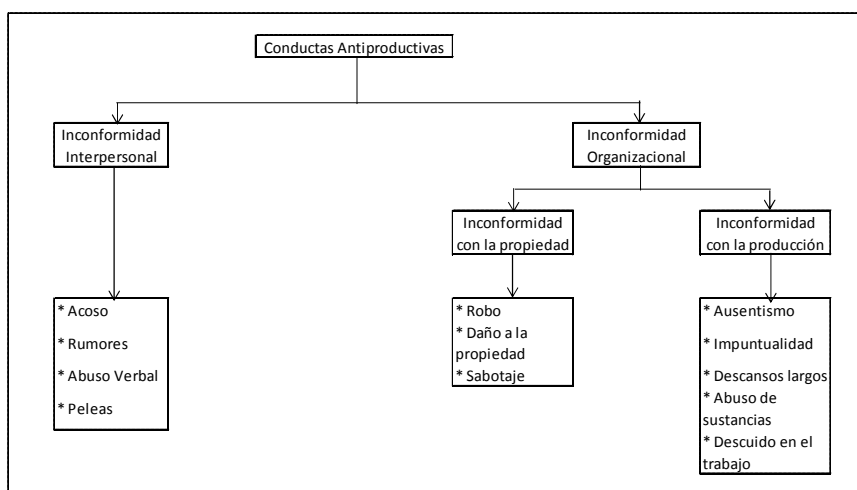 Conductas Antiproductivas
Inconformidad
Interpersonal
Inconformidad
Organizacional
Inconformidad
con la propiedad
Inconformidad
con la producción
* Acoso
* Rumores
* Abuso Verbal
* Peleas
* Robo
* Daño a la
propiedad
* Sabotaje
* Ausentismo
* Impuntualidad
* Descansos largos
* Abuso de
sustancias
* Descuido en el
trabajo